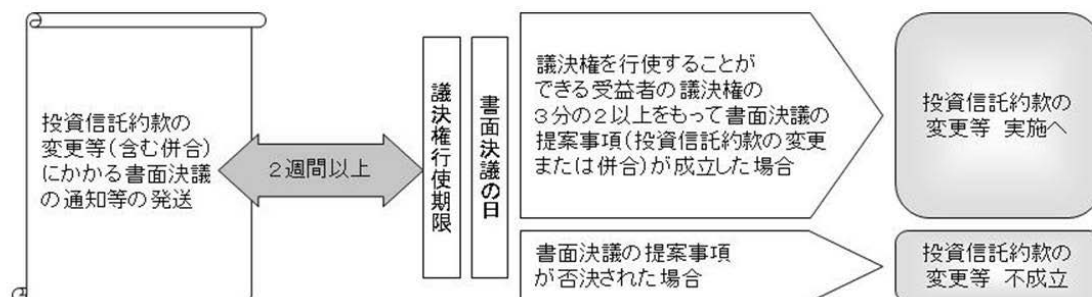 投資信託約款の
変更等(含む併合)
にかかる書面決議
の通知等の発送
2週間以上
議決権行使期限
書面決議の日
議決権を行使することが
できる受益者の議決権の
3分の2以上をもって書面決議の
提案事項(投資信託約款の変更
または併合)が成立した場合
投資信託約款の
変更等 実施へ
書面決議の提案事項
が否決された場合
投資信託約款の
変更等 不成立